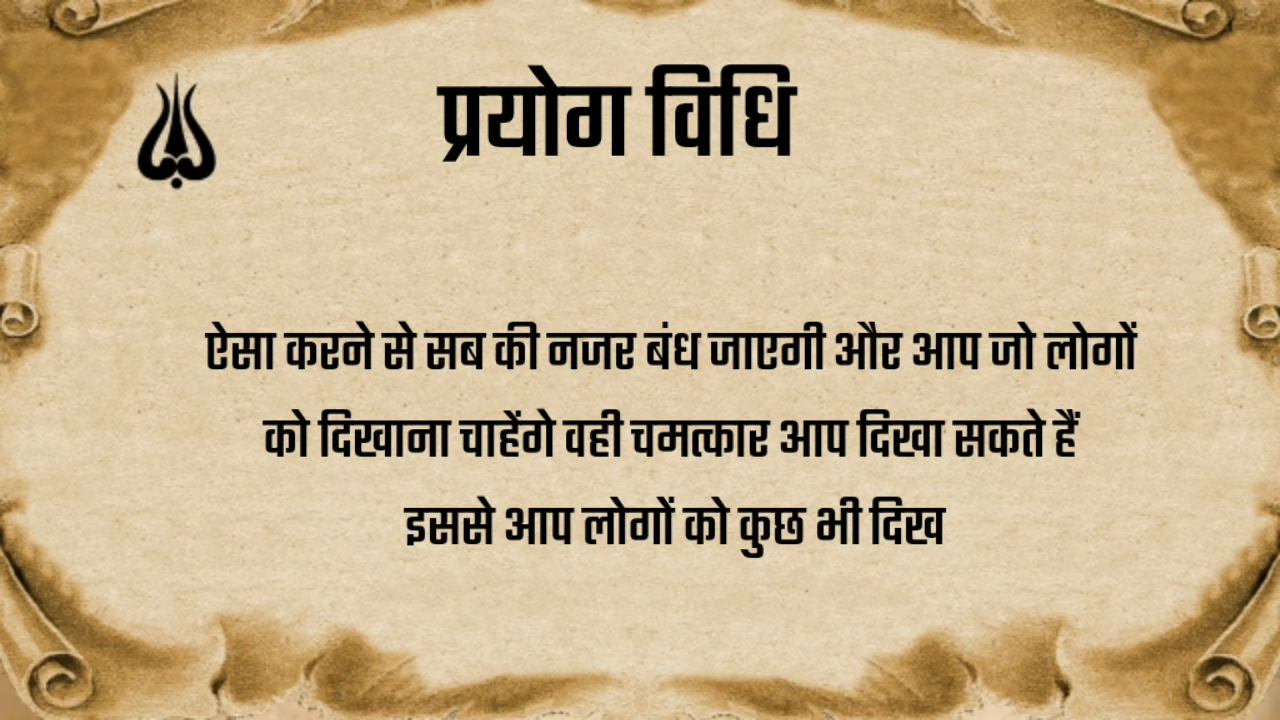 प्रयोग विधि
ऐसा करने से सब की नजर बंध जाएगी और आप जो लोगों
को दिखाना चाहेंगे वही चमत्कार आप दिखा सकते हैं
इससे आप लोगों को कुछ भी दिख